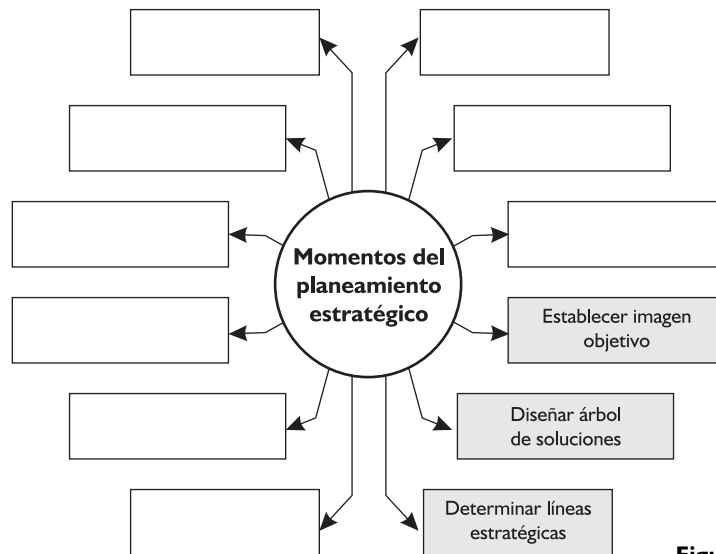 Momentos del
planeamiento
estratégico
Establecer imagen
objetivo
Diseñar árbol
de soluciones
Determinar líneas
estratégicas